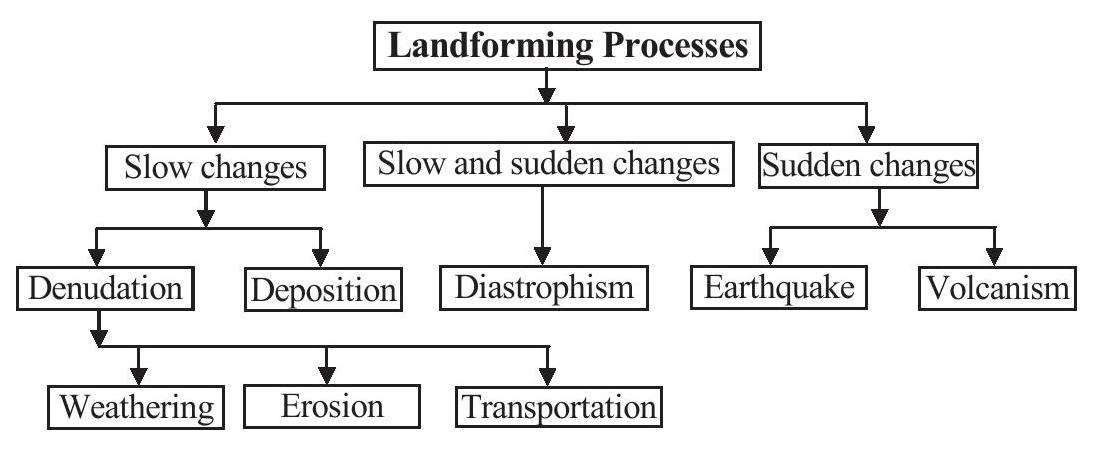 Landforming Processes
Slow changes
Slow and sudden changes
Sudden changes
Denudation
Deposition
Diastrophism
Earthquake
Volcanism
Weathering
Erosion
Transportation